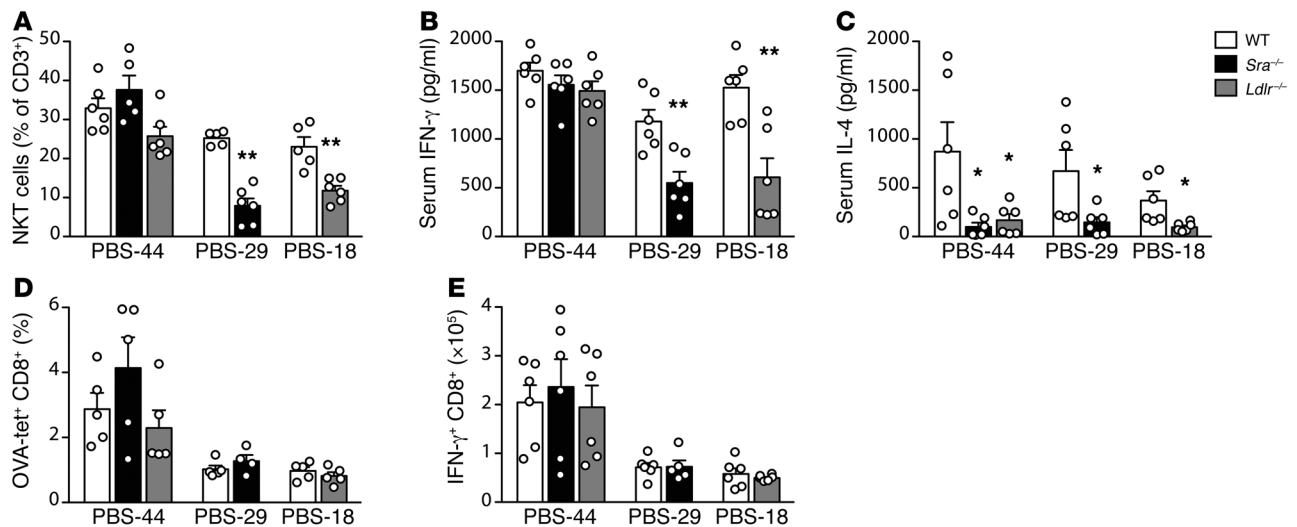 A
NKT cells (% of CD3⁺)
50
40
30
20
10
0
**
**
PBS-44
PBS-29
PBS-18
B
Serum IFN-γ (pg/ml)
2000
1500
1000
500
0
**
**
PBS-44
PBS-29
PBS-18
C
Serum IL-4 (pg/ml)
2000
1500
1000
500
0
*
*
*
*
PBS-44
PBS-29
PBS-18
WT
Sra⁻/⁻
Ldlr⁻/⁻
D
OVA-tet⁺ CD8⁺ (%)
6
4
2
0
PBS-44
PBS-29
PBS-18
E
IFN-γ⁺ CD8⁺ (×10⁵)
4
3
2
1
0
PBS-44
PBS-29
PBS-18